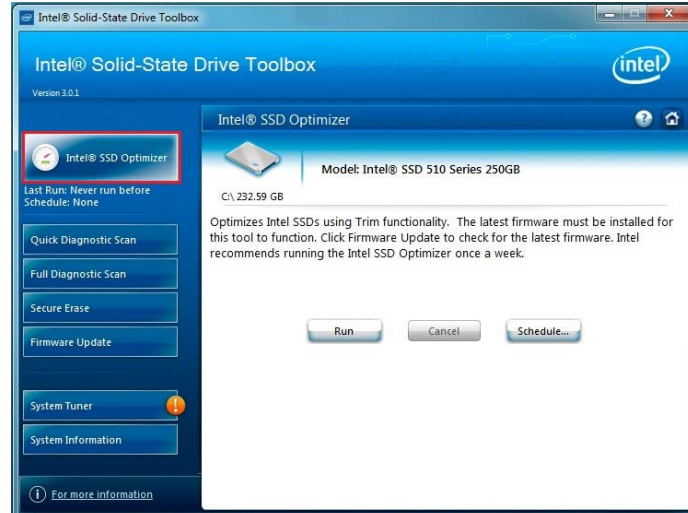 Intel® Solid-State Drive Toolbox
Intel® Solid-State Drive Toolbox
Version 3.0.1
intel
Intel® SSD Optimizer
Last Run: Never run before
Schedule: None
Quick Diagnostic Scan
Full Diagnostic Scan
Secure Erase
Firmware Update
System Tuner
!
System Information
i For more information
Intel® SSD Optimizer
?
Model: Intel® SSD 510 Series 250GB
C:\ 232.59 GB
Optimizes Intel SSDs using Trim functionality. The latest firmware must be installed for
this tool to function. Click Firmware Update to check for the latest firmware. Intel
recommends running the Intel SSD Optimizer once a week.
Run
Cancel
Schedule...